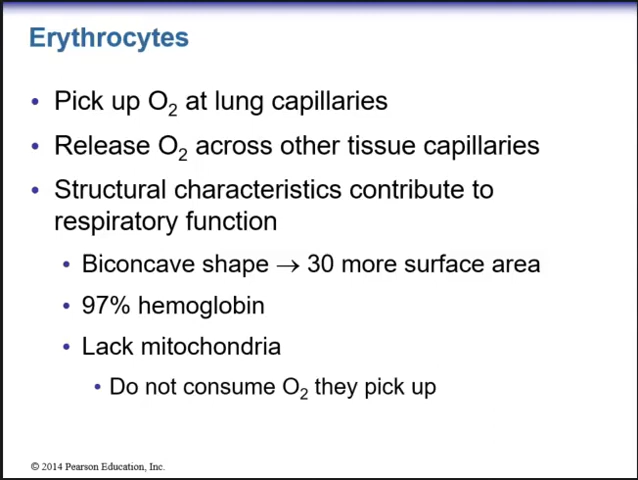 Erythrocytes
• Pick up O₂ at lung capillaries
• Release O₂ across other tissue capillaries
• Structural characteristics contribute to
respiratory function
• Biconcave shape → 30 more surface area
• 97% hemoglobin
• Lack mitochondria
• Do not consume O₂ they pick up
© 2014 Pearson Education, Inc.